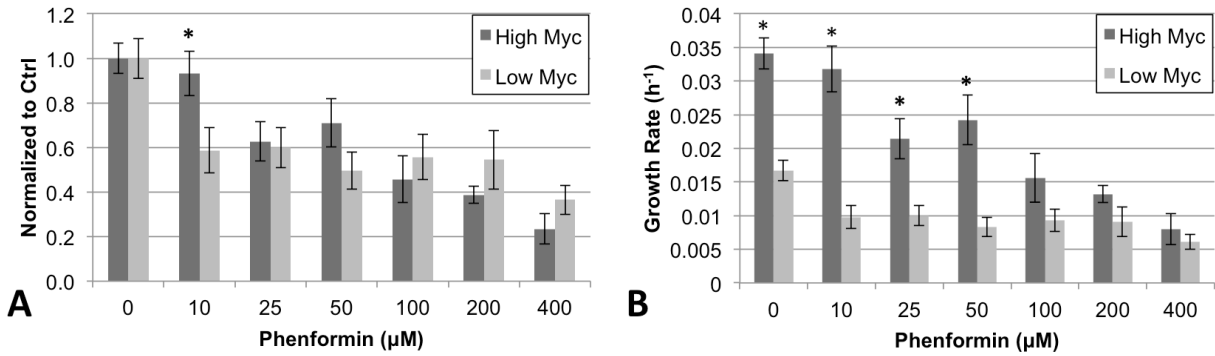 1.2
1.0
0.8
0.6
0.4
0.2
0.0
Normalized to Ctrl
*
High Myc
Low Myc
0 10 25 50 100 200 400
Phenformin (µM)
A
0.04
0.035
0.03
0.025
0.02
0.015
0.01
0.005
0
Growth Rate (h-1)
* * * *
High Myc
Low Myc
0 10 25 50 100 200 400
Phenformin (µM)
B